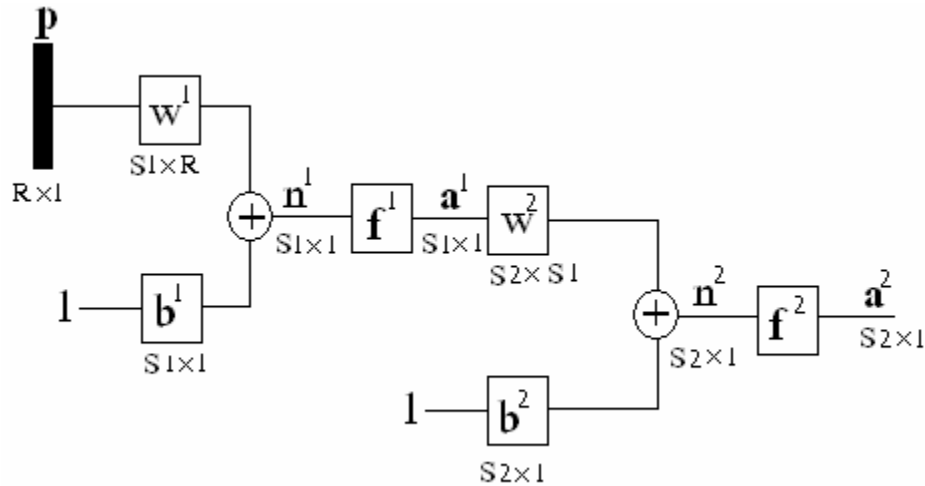 p
w¹
S1×R
R×1
n¹
f¹
a¹
w²
S1×1
S1×1
S2×S1
1
b¹
S1×1
n²
f²
a²
S2×1
S2×1
1
b²
S2×1